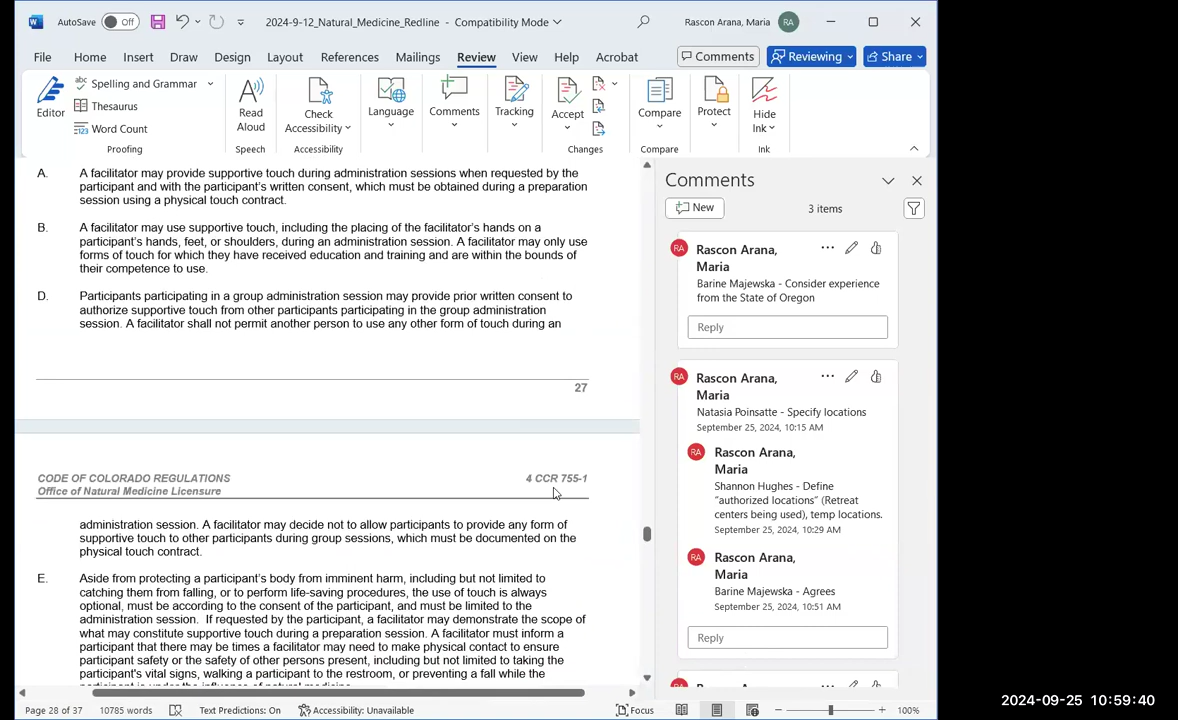 AutoSave Off 2024-9-12_Natural_Medicine_Redline - Compatibility Mode Rascon Arana, Maria RA
File Home Insert Draw Design Layout References Mailings Review View Help Acrobat Comments Reviewing Share
Editor
Spelling and Grammar
Thesaurus
Word Count
Proofing
Read Aloud
Speech
Check Accessibility
Accessibility
Language
Comments
Tracking
Accept
Changes
Compare
Compare
Protect
Hide Ink
Ink
A. A facilitator may provide supportive touch during administration sessions when requested by the
participant and with the participant's written consent, which must be obtained during a preparation
session using a physical touch contract.
B. A facilitator may use supportive touch, including the placing of the facilitator's hands on a
participant's hands, feet, or shoulders, during an administration session. A facilitator may only use
forms of touch for which they have received education and training and are within the bounds of
their competence to use.
D. Participants participating in a group administration session may provide prior written consent to
authorize supportive touch from other participants participating in the group administration
session. A facilitator shall not permit another person to use any other form of touch during an
27
CODE OF COLORADO REGULATIONS 4 CCR 755-1
Office of Natural Medicine Licensure
administration session. A facilitator may decide not to allow participants to provide any form of
supportive touch to other participants during group sessions, which must be documented on the
physical touch contract.
E. Aside from protecting a participant's body from imminent harm, including but not limited to
catching them from falling, or to perform life-saving procedures, the use of touch is always
optional, must be according to the consent of the participant, and must be limited to the
administration session. If requested by the participant, a facilitator may demonstrate the scope of
what may constitute supportive touch during a preparation session. A facilitator must inform a
participant that there may be times a facilitator may need to make physical contact to ensure
participant safety or the safety of other persons present, including but not limited to taking the
participant's vital signs, walking a participant to the restroom, or preventing a fall while the
participant is under the influence of natural medicine.
Comments
New 3 items
RA Rascon Arana,
Maria
Barine Majewska - Consider experience
from the State of Oregon
Reply
RA Rascon Arana,
Maria
Natasia Poinsatte - Specify locations
September 25, 2024, 10:15 AM
RA Rascon Arana,
Maria
Shannon Hughes - Define
"authorized locations" (Retreat
centers being used), temp locations.
September 25, 2024, 10:29 AM
RA Rascon Arana,
Maria
Barine Majewska - Agrees
September 25, 2024, 10:51 AM
Reply
Page 28 of 37 10785 words Text Predictions: On Accessibility: Unavailable Focus 100%
2024-09-25 10:59:40